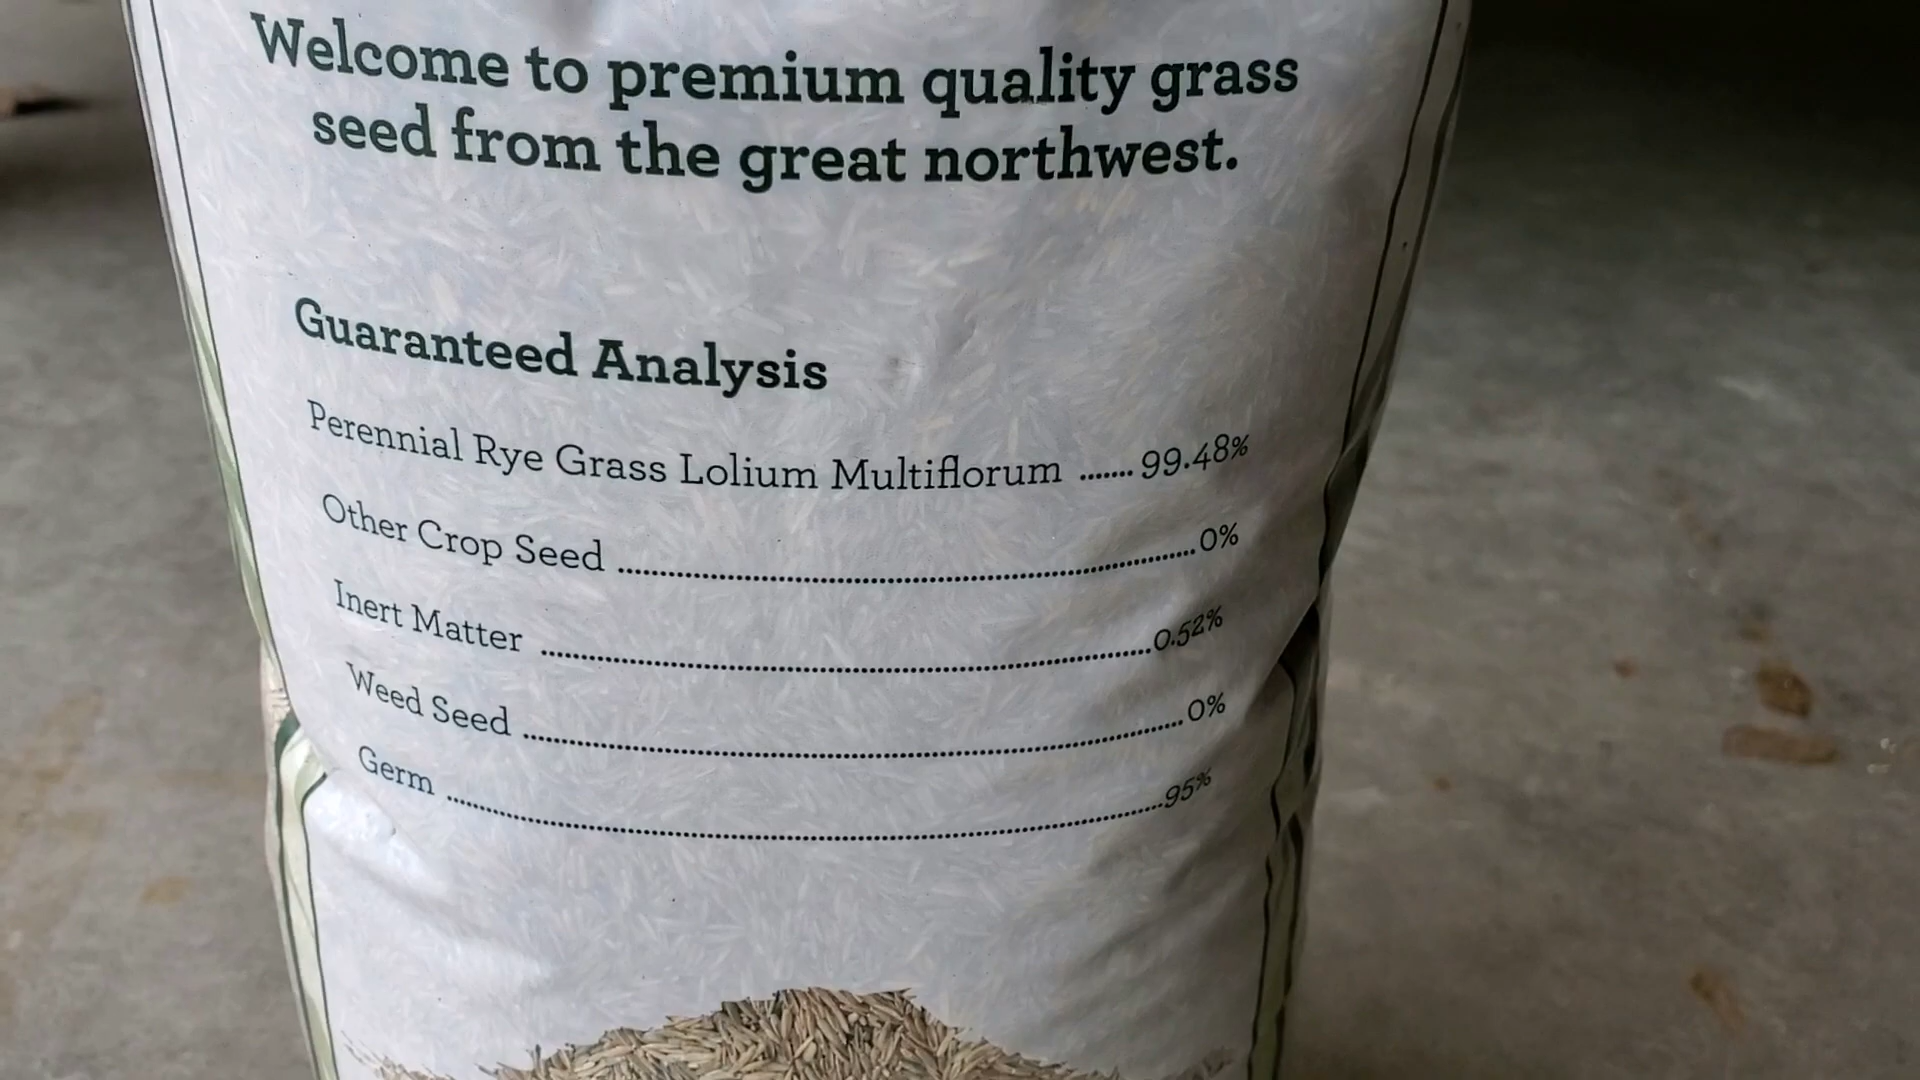 Welcome to premium quality grass
seed from the great northwest.
Guaranteed Analysis
Perennial Rye Grass Lolium Multiflorum ....... 99.48%
Other Crop Seed ........ 0%
Inert Matter ........ 0.52%
Weed Seed ........ 0%
Germ ........ 95%